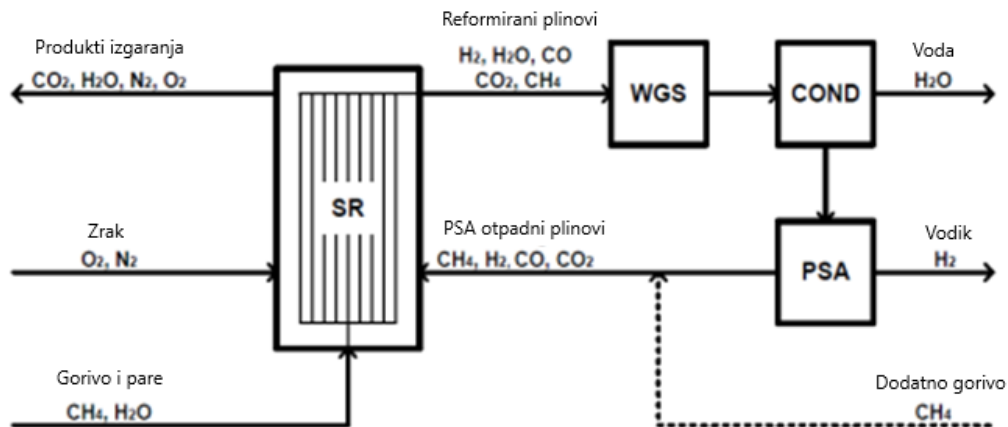 Reformirani plinovi
H₂, H₂O, CO
CO₂, CH₄
Produkti izgaranja
CO₂, H₂O, N₂, O₂
WGS
COND
Voda
H₂O
SR
Zrak
O₂, N₂
PSA otpadni plinovi
CH₄, H₂, CO, CO₂
PSA
Vodik
H₂
Gorivo i pare
CH₄, H₂O
Dodatno gorivo
CH₄